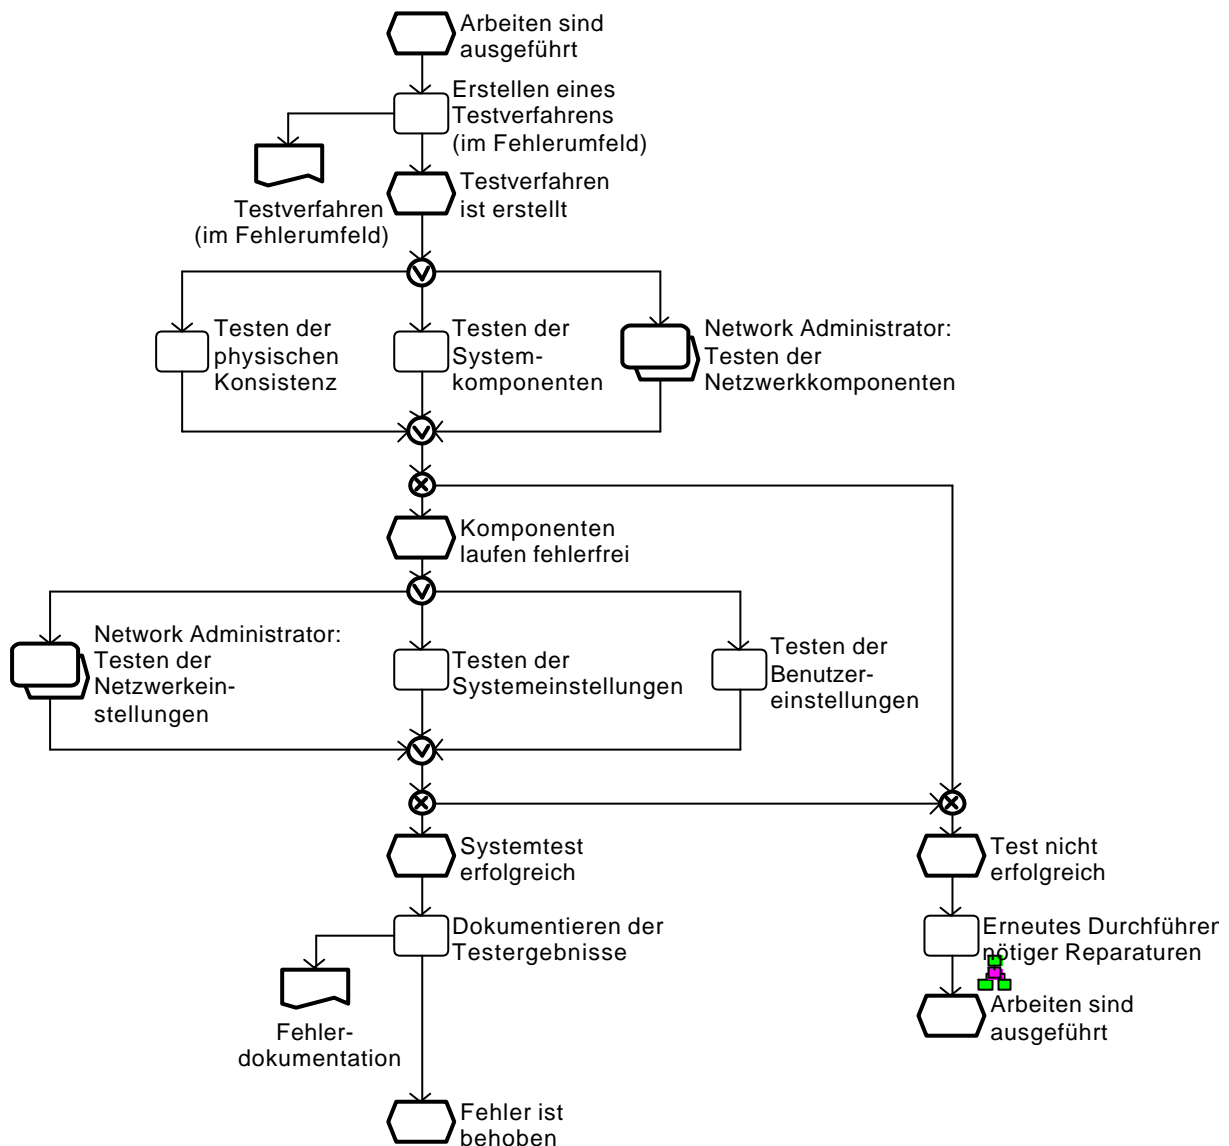 Arbeiten sind
ausgeführt
Erstellen eines
Testverfahrens
(im Fehlerumfeld)
Testverfahren
(im Fehlerumfeld)
Testverfahren
ist erstellt
Testen der
physischen
Konsistenz
Testen der
System-
komponenten
Network Administrator:
Testen der
Netzwerkkomponenten
Komponenten
laufen fehlerfrei
Network Administrator:
Testen der
Netzwerkein-
stellungen
Testen der
Systemeinstellungen
Testen der
Benutzer-
einstellungen
Systemtest
erfolgreich
Test nicht
erfolgreich
Dokumentieren der
Testergebnisse
Erneutes Durchführen
nötiger Reparaturen
Fehler-
dokumentation
Arbeiten sind
ausgeführt
Fehler ist
behoben